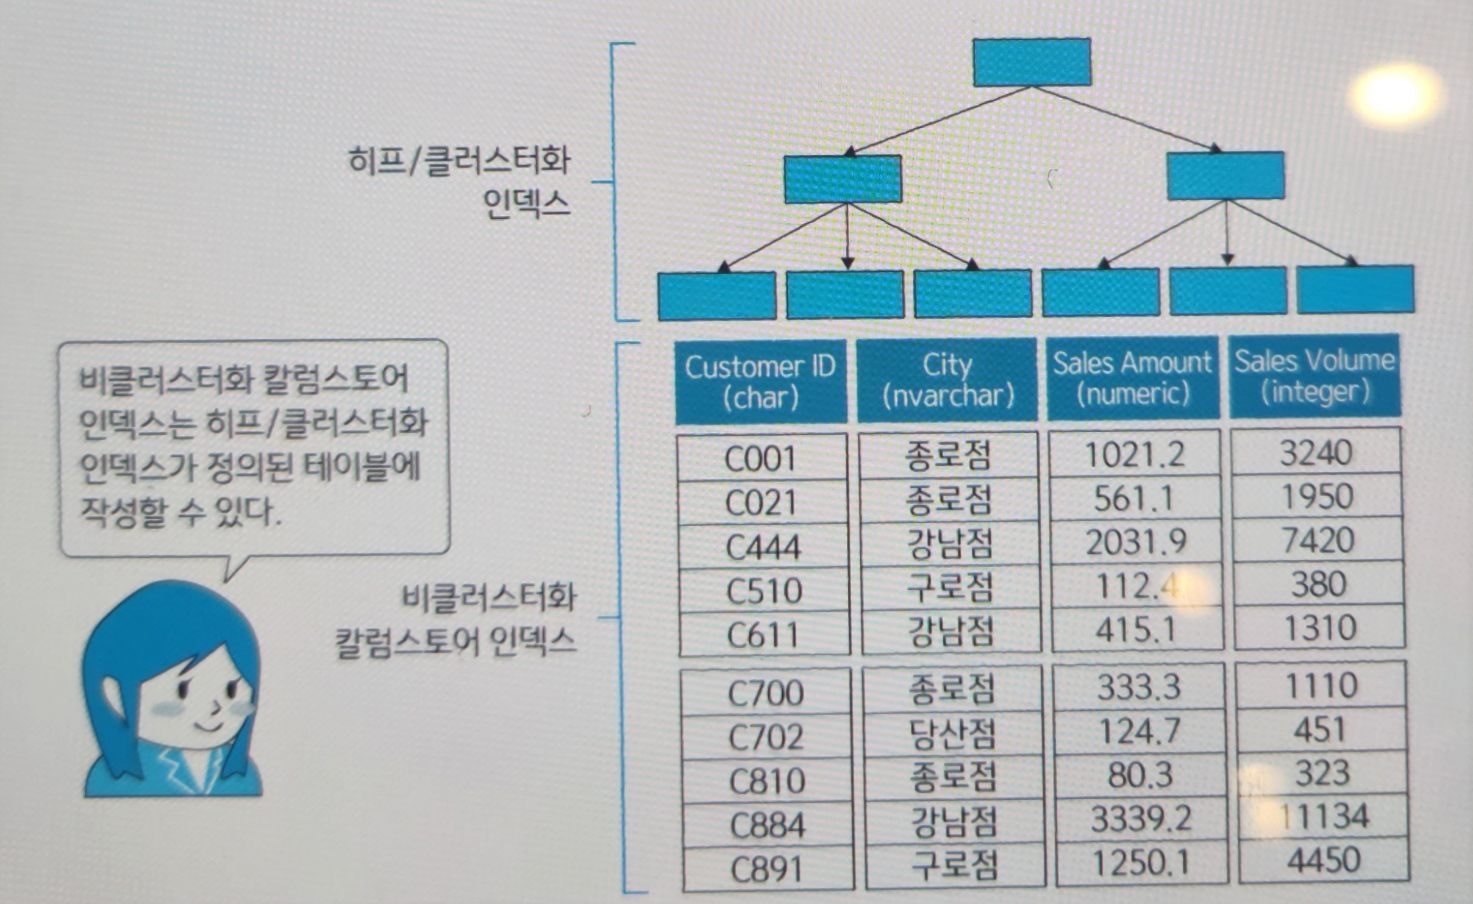 히프/클러스터화
인덱스
비클러스터화 칼럼스토어
인덱스는 히프/클러스터화
인덱스가 정의된 테이블에
작성할 수 있다.
비클러스터화
칼럼스토어 인덱스
Customer ID (char) City (nvarchar) Sales Amount (numeric) Sales Volume (integer)
C001 종로점 1021.2 3240
C021 종로점 561.1 1950
C444 강남점 2031.9 7420
C510 구로점 112.4 380
C611 강남점 415.1 1310
C700 종로점 333.3 1110
C702 당산점 124.7 451
C810 종로점 80.3 323
C884 강남점 3339.2 11134
C891 구로점 1250.1 4450